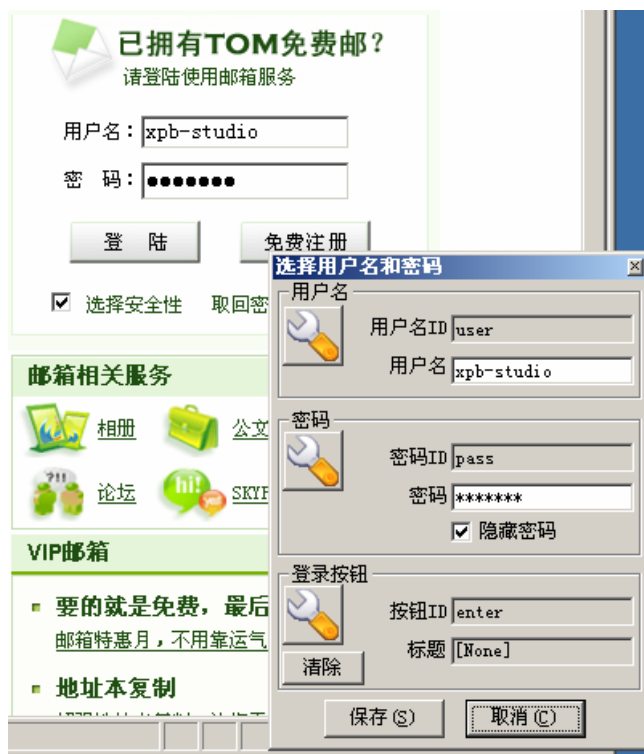 已拥有TOM免费邮？
请登陆使用邮箱服务
用户名：xpb-studio
密 码：●●●●●●●
登 陆 免费注册
选择安全性 取回密
邮箱相关服务
相册 公文
?!! hi!
论坛 SKYP
VIP邮箱
要的就是免费，最后
邮箱特惠月，不用靠运气
地址本复制
选择用户名和密码
用户名
用户名ID user
用户名 xpb-studio
密码
密码ID pass
密码 *******
隐藏密码
登录按钮
按钮ID enter
标题 [None]
清除
保存(S) 取消(C)